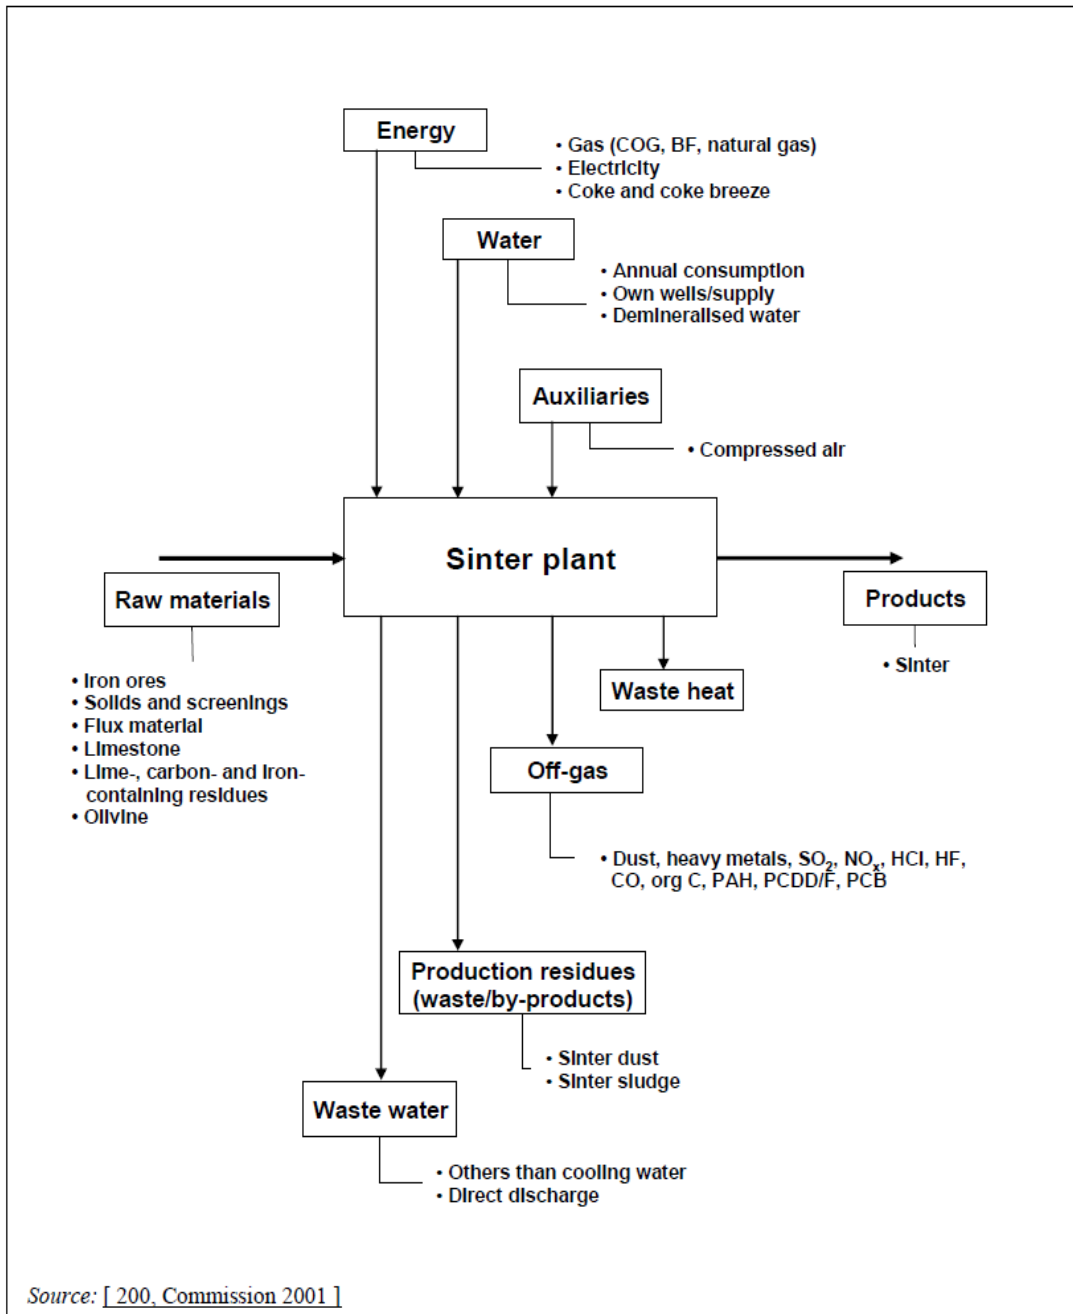 Energy
• Gas (COG, BF, natural gas)
• Electricity
• Coke and coke breeze
Water
• Annual consumption
• Own wells/supply
• Demineralised water
Auxiliaries
• Compressed air
Sinter plant
Raw materials
• Iron ores
• Solids and screenings
• Flux material
• Limestone
• Lime-, carbon- and iron-
containing residues
• Olivine
Products
• Sinter
Waste heat
Off-gas
• Dust, heavy metals, SO₂, NOₓ, HCl, HF,
CO, org C, PAH, PCDD/F, PCB
Production residues
(waste/by-products)
• Sinter dust
• Sinter sludge
Waste water
• Others than cooling water
• Direct discharge
Source: [ 200, Commission 2001 ]